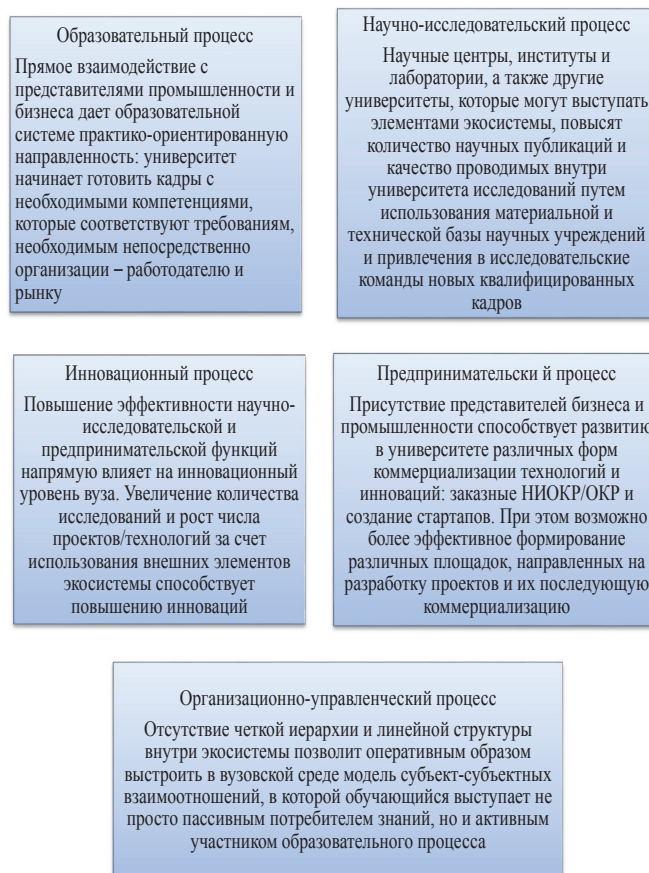 Образовательный процесс
Прямое взаимодействие с
представителями промышленности и
бизнеса дает образовательной
системе практико-ориентированную
направленность: университет
начинает готовить кадры с
необходимыми компетенциями,
которые соответствуют требованиям,
необходимым непосредственно
организации – работодателю и
рынку
Научно-исследовательский процесс
Научные центры, институты и
лаборатории, а также другие
университеты, которые могут выступать
элементами экосистемы, повысят
количество научных публикаций и
качество проводимых внутри
университета исследований путем
использования материальной и
технической базы научных учреждений
и привлечения в исследовательские
команды новых квалифицированных
кадров
Инновационный процесс
Повышение эффективности научно-
исследовательской и
предпринимательской функций
напрямую влияет на инновационный
уровень вуза. Увеличение количества
исследований и рост числа
проектов/технологий за счет
использования внешних элементов
экосистемы способствует
повышению инноваций
Предпринимательски й процесс
Присутствие представителей бизнеса и
промышленности способствует развитию
в университете различных форм
коммерциализации технологий и
инноваций: заказные НИОКР/ОКР и
создание стартапов. При этом возможно
более эффективное формирование
различных площадок, направленных на
разработку проектов и их последующую
коммерциализацию
Организационно-управленческий процесс
Отсутствие четкой иерархии и линейной структуры
внутри экосистемы позволит оперативным образом
выстроить в вузовской среде модель субъект-субъектных
взаимоотношений, в которой обучающийся выступает не
просто пассивным потребителем знаний, но и активным
участником образовательного процесса